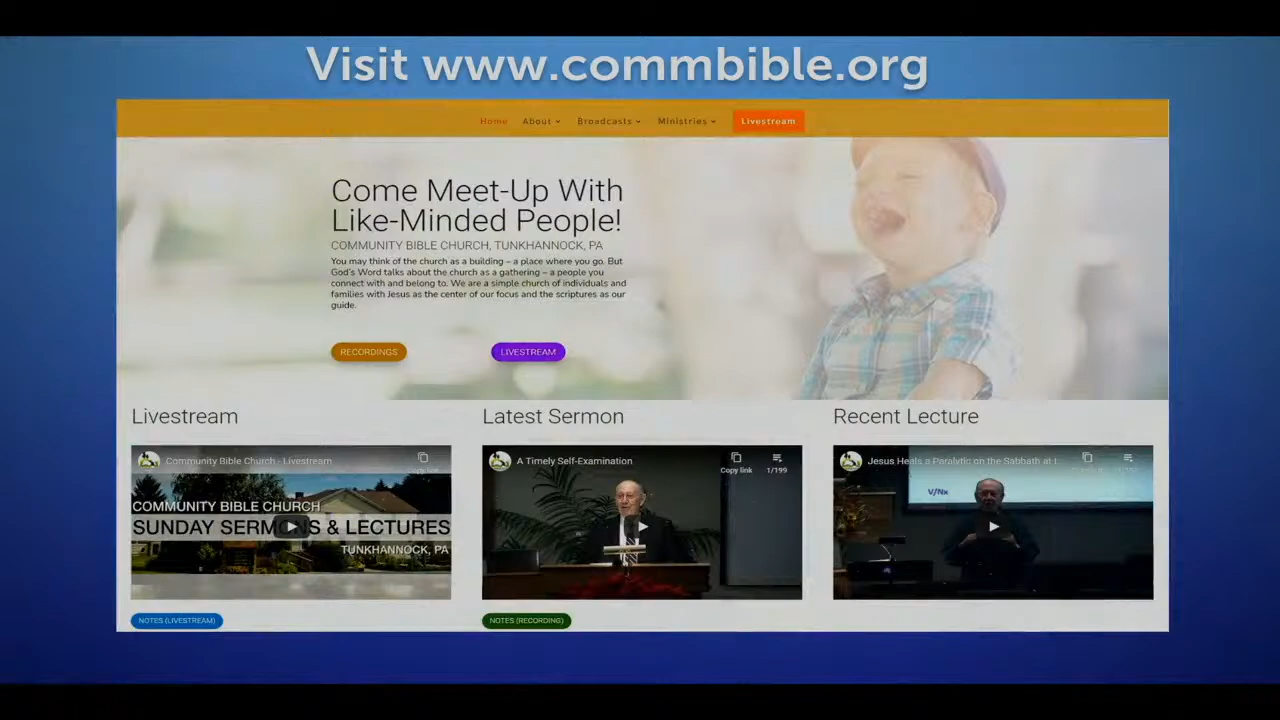 Visit www.commbible.org
Home About Broadcasts Ministries Livestream
Come Meet-Up With
Like-Minded People!
COMMUNITY BIBLE CHURCH, TUNKHANNOCK, PA
You may think of the church as a building – a place where you go. But
God's Word talks about the church as a gathering – a people you
connect with and belong to. We are a simple church of individuals and
families with Jesus as the center of our focus and the scriptures as our
guide.
RECORDINGS LIVESTREAM
Livestream
Latest Sermon
Recent Lecture
Community Bible Church - Livestream
Copy link
COMMUNITY BIBLE CHURCH
SUNDAY SERMONS & LECTURES
TUNKHANNOCK, PA
A Timely Self-Examination
Copy link 1/199
Jesus Heals a Paralytic on the Sabbath at t
V/Nx
NOTES (LIVESTREAM)
NOTES (RECORDING)